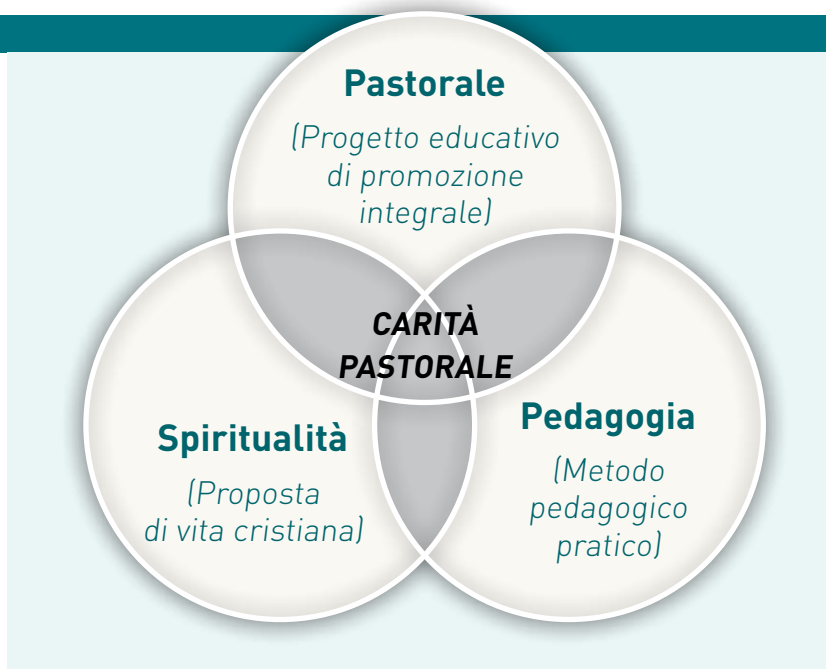 Pastorale
(Progetto educativo
di promozione
integrale)
CARITÀ
PASTORALE
Spiritualità
(Proposta
di vita cristiana)
Pedagogia
(Metodo
pedagogico
pratico)